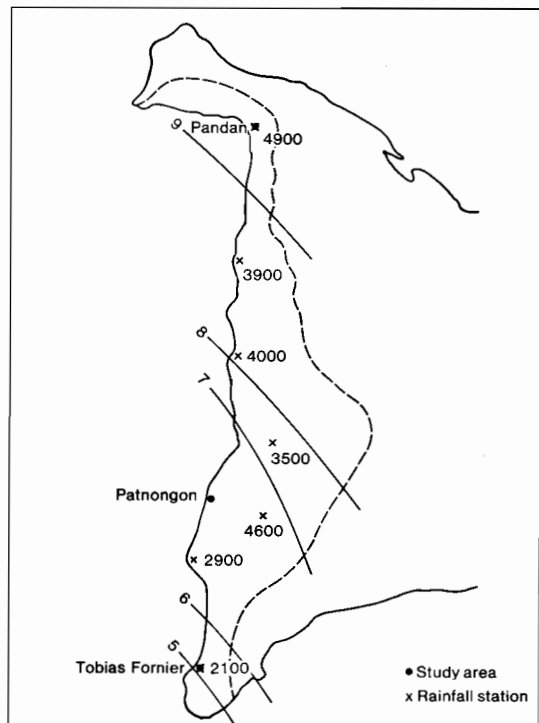 Pandan
4900
9
3900
8
4000
7
3500
Patnongon
4600
2900
6
5
Tobias Fornier
2100
● Study area
x Rainfall station